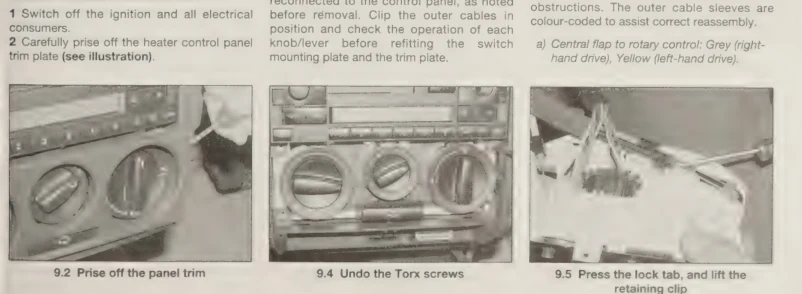 1 Switch off the ignition and all electrical
consumers.
2 Carefully prise off the heater control panel
trim plate (see illustration).
reconnected to the control panel, as noted
before removal. Clip the outer cables in
position and check the operation of each
knob/lever before refitting the switch
mounting plate and the trim plate.
obstructions. The outer cable sleeves are
colour-coded to assist correct reassembly.
a) Central flap to rotary control: Grey (right-
hand drive), Yellow (left-hand drive).
9.2 Prise off the panel trim
9.4 Undo the Torx screws
9.5 Press the lock tab, and lift the
retaining clip